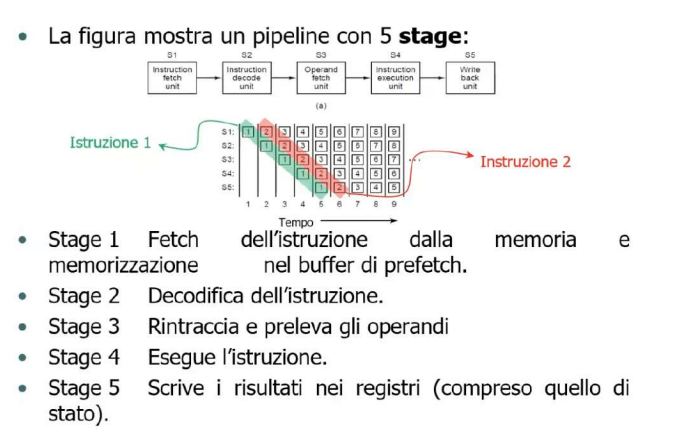 • La figura mostra un pipeline con 5 stage:
S1 S2 S3 S4 S5
Instruction fetch unit
Instruction decode unit
Operand fetch unit
Instruction execution unit
Write back unit
(a)
Istruzione 1
S1: 1 2 3 4 5 6 7 8 9
S2: 1 2 3 4 5 6 7 8
S3: 1 2 3 4 5 6 7 ...
S4: 1 2 3 4 5 6
S5: 1 2 3 4 5
1 2 3 4 5 6 7 8 9
Tempo
Instruzione 2
• Stage 1 Fetch dell'istruzione dalla memoria e
memorizzazione nel buffer di prefetch.
• Stage 2 Decodifica dell'istruzione.
• Stage 3 Rintraccia e preleva gli operandi
• Stage 4 Esegue l'istruzione.
• Stage 5 Scrive i risultati nei registri (compreso quello di
stato).